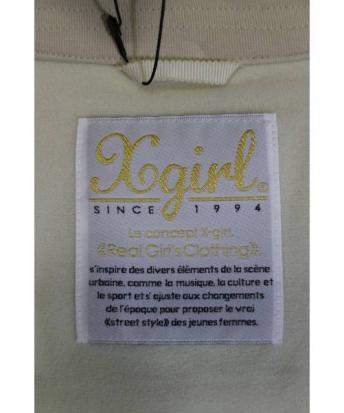 X-girl®
SINCE 1994
Le concept X-girl.
《Real Girl's Clothing》.
s'inspire des divers éléments de la scène
urbaine, comme la musique, la culture et
le sport ets' ajuste aux changements
de l'époque pour proposer le vrai
《street style》 des jeunes femmes.